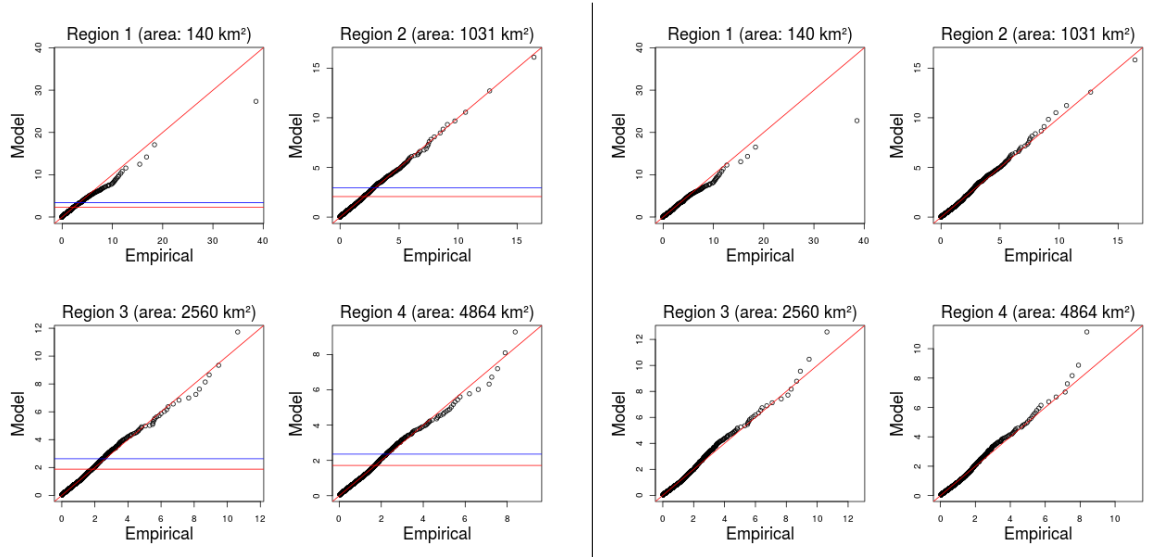 Region 1 (area: 140 km²)
Model
0 10 20 30 40
0 10 20 30 40
Empirical
Region 2 (area: 1031 km²)
Model
0 5 10 15
0 5 10 15
Empirical
Region 1 (area: 140 km²)
Model
0 10 20 30 40
0 10 20 30 40
Empirical
Region 2 (area: 1031 km²)
Model
0 5 10 15
0 5 10 15
Empirical
Region 3 (area: 2560 km²)
Model
0 2 4 6 8 10 12
0 2 4 6 8 10 12
Empirical
Region 4 (area: 4864 km²)
Model
0 2 4 6 8
0 2 4 6 8
Empirical
Region 3 (area: 2560 km²)
Model
0 2 4 6 8 10 12
0 2 4 6 8 10 12
Empirical
Region 4 (area: 4864 km²)
Model
0 2 4 6 8 10
0 2 4 6 8 10
Empirical